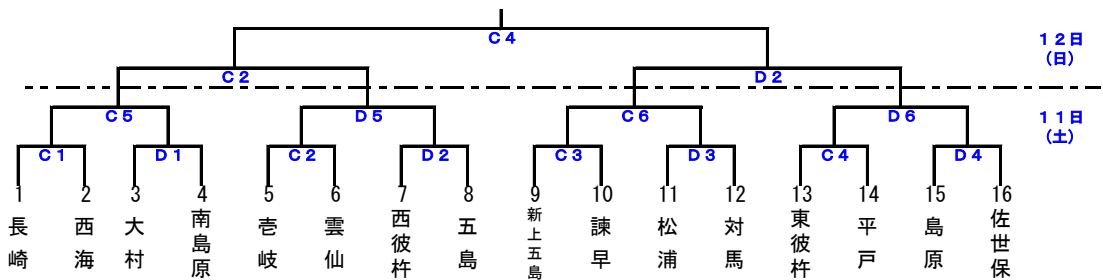 C4
12日
(日)
C2
D2
C5
D5
C6
D6
11日
(土)
C1
D1
C2
D2
C3
D3
C4
D4
1 2 3 4 5 6 7 8 9 10 11 12 13 14 15 16
長崎
西海
大村
南島原
壱岐
雲仙
西彼杵
五島
新上五島
諫早
松浦
対馬
東彼杵
平戸
島原
佐世保